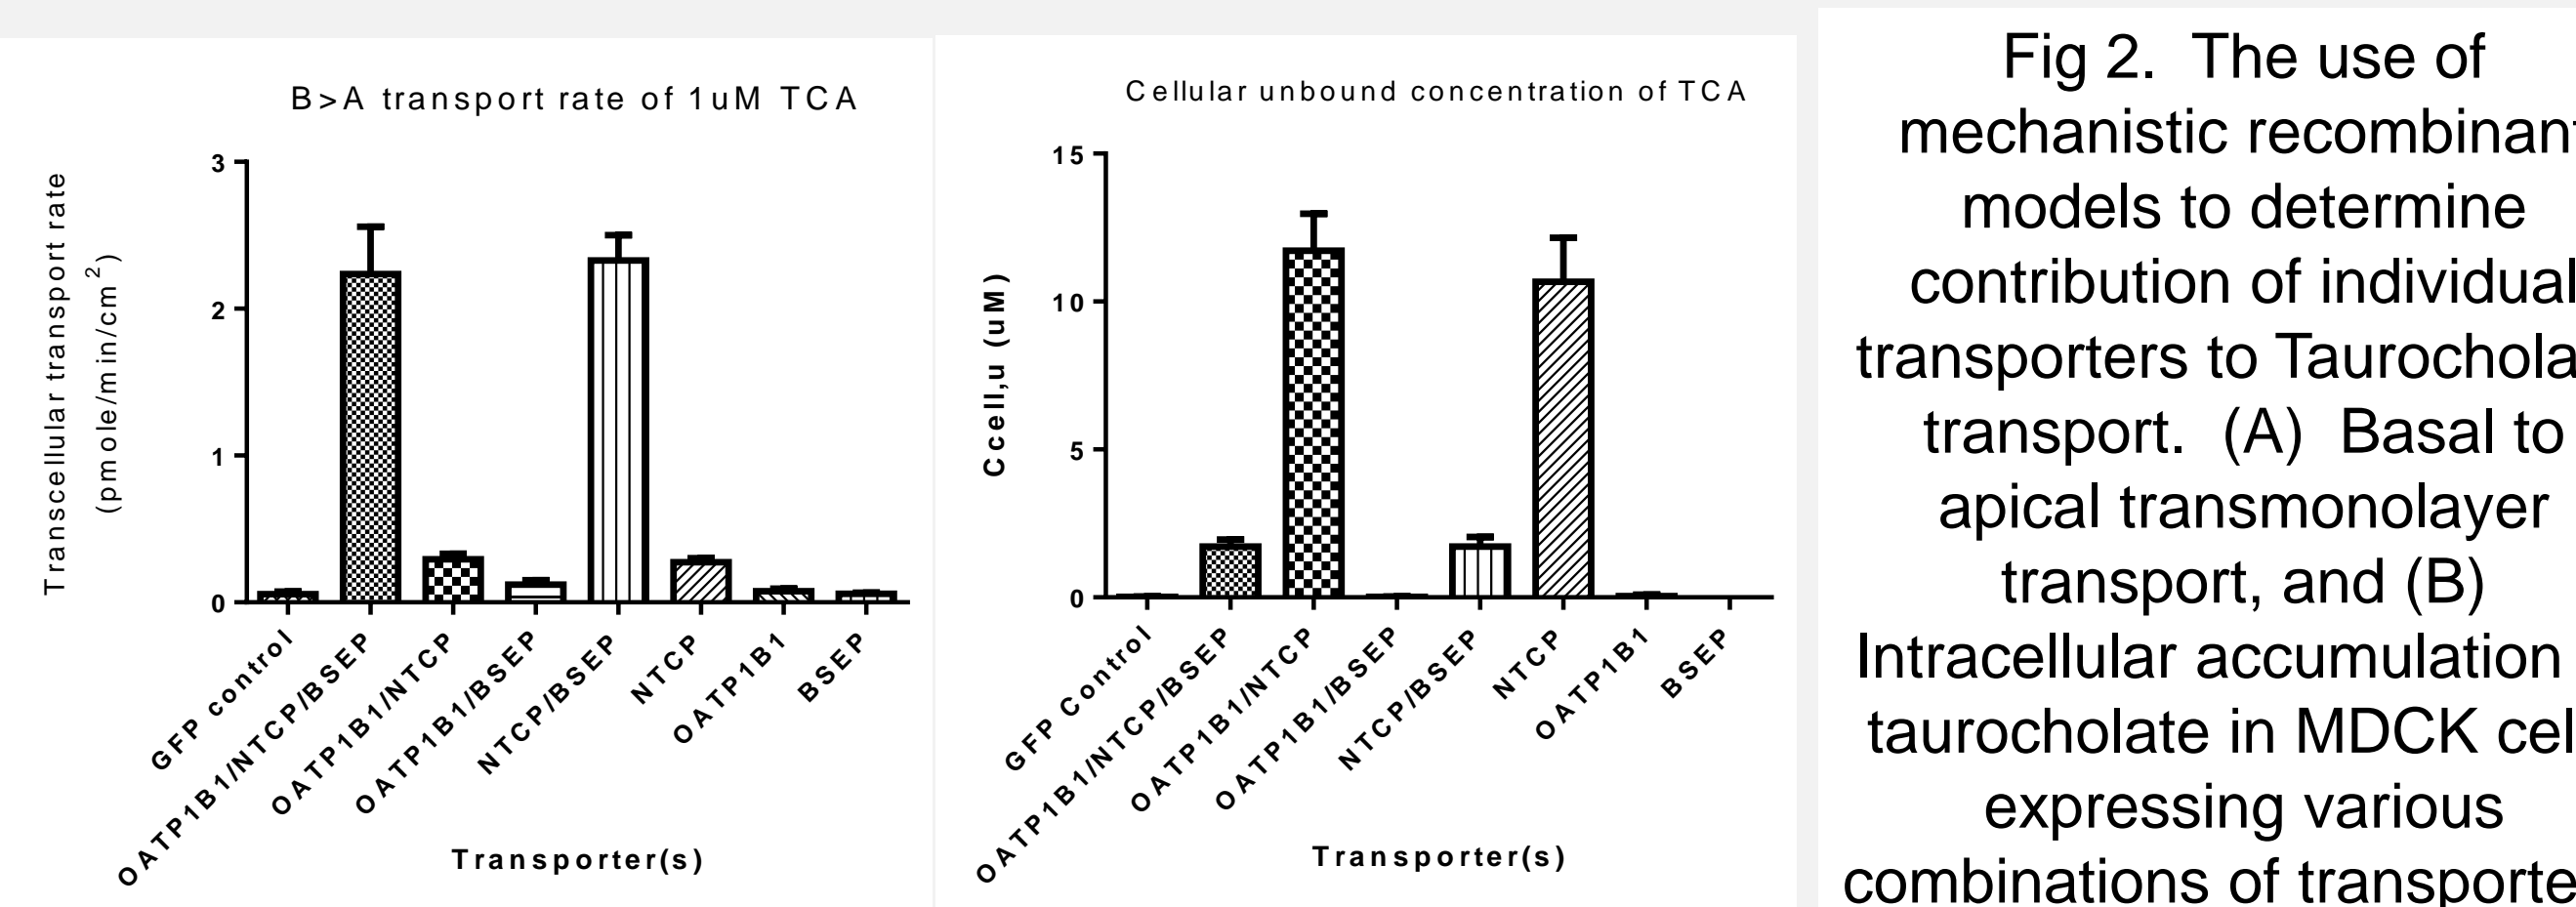 B>A transport rate of 1uM TCA
Transcellular transport rate
(pmole/min/cm²)
3
2
1
0
GFP control
OATP1B1/NTCP/BSEP
OATP1B1/NTCP
OATP1B1/BSEP
NTCP/BSEP
NTCP
OATP1B1
BSEP
Transporter(s)
Cellular unbound concentration of TCA
Ccell,u (uM)
15
10
5
0
GFP Control
OATP1B1/NTCP/BSEP
OATP1B1/NTCP
OATP1B1/BSEP
NTCP/BSEP
NTCP
OATP1B1
BSEP
Transporter(s)
Fig 2. The use of
mechanistic recombinant
models to determine
contribution of individual
transporters to Taurochola
transport. (A) Basal to
apical transmonolayer
transport, and (B)
Intracellular accumulation
taurocholate in MDCK cel
expressing various
combinations of transporte